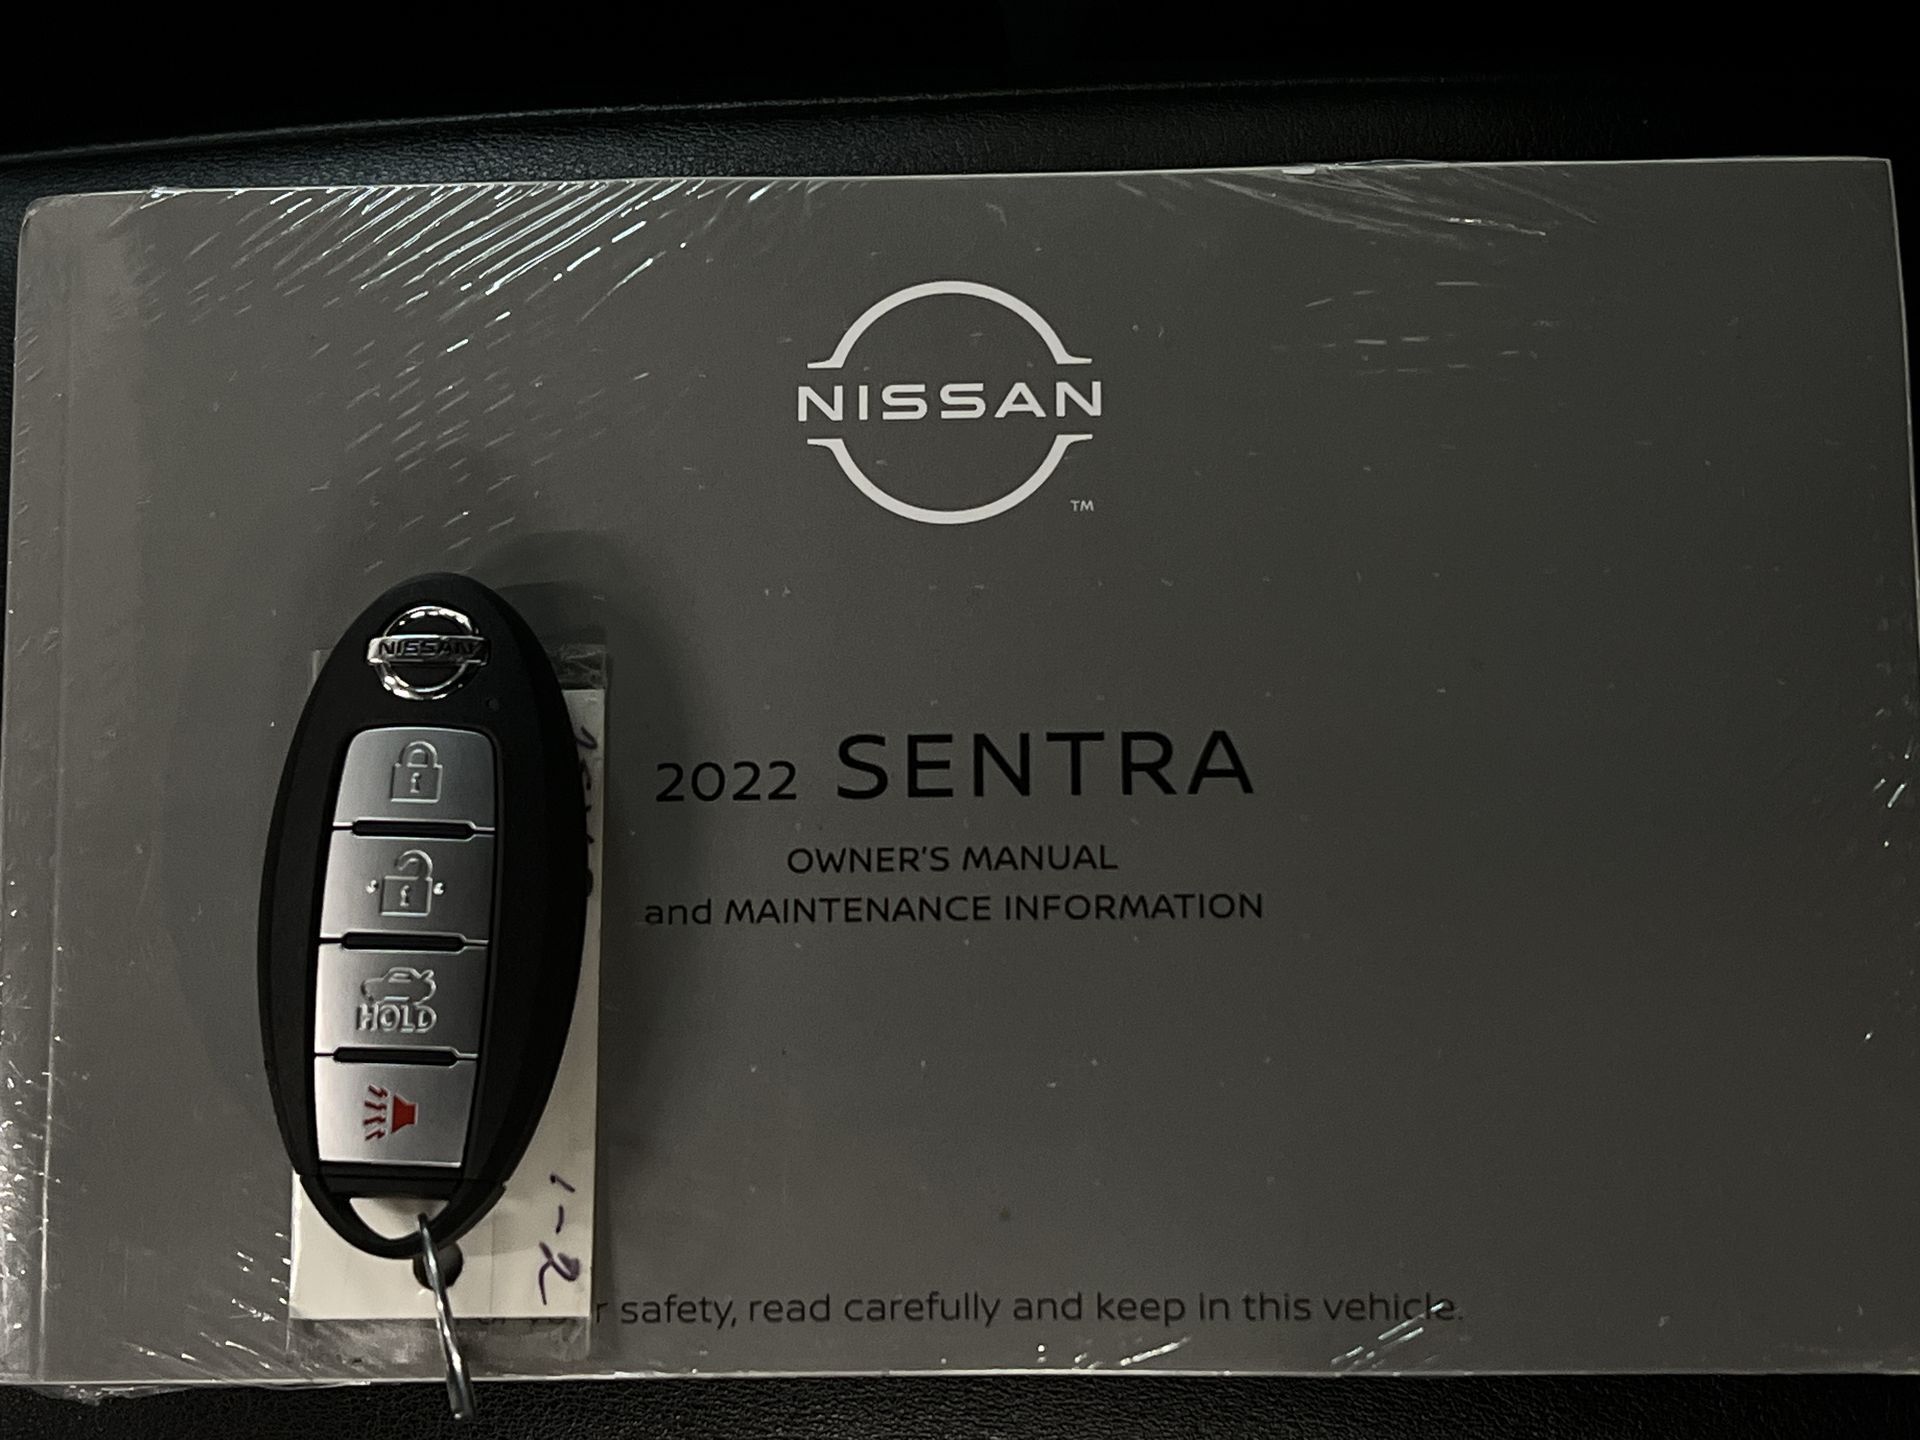 NISSAN
TM
NISSAN
2022 SENTRA
OWNER'S MANUAL
and MAINTENANCE INFORMATION
HOLD
1-2
safety, read carefully and keep in this vehicle.